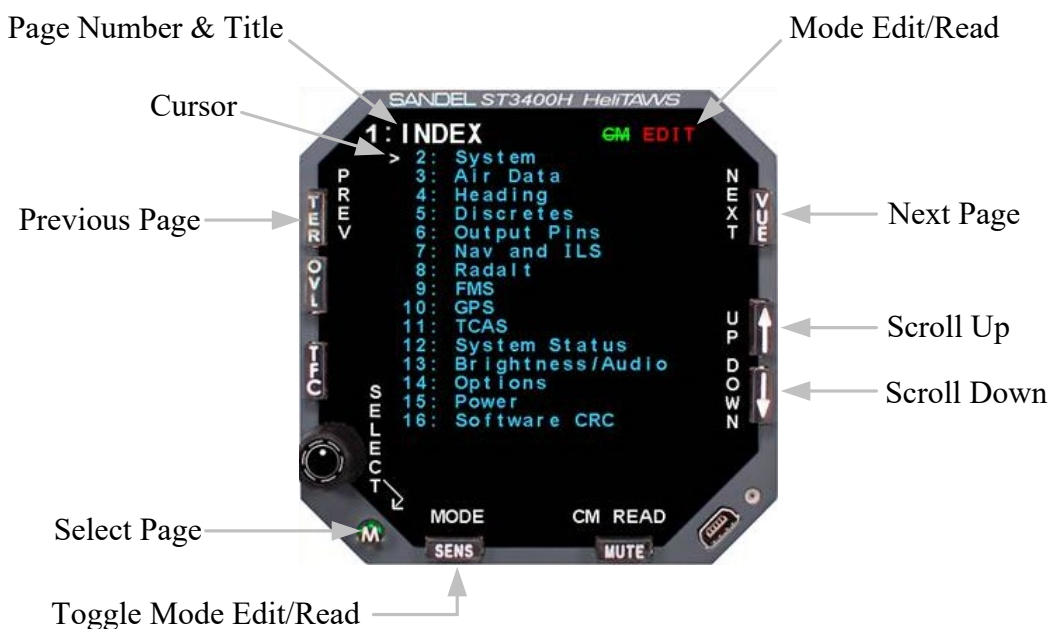 Page Number & Title
Mode Edit/Read
Cursor
SANDEL ST3400H HeliTAWS
1: INDEX
CM EDIT
> 2: System
3: Air Data
4: Heading
5: Discretes
6: Output Pins
7: Nav and ILS
8: Radalt
9: FMS
10: GPS
11: TCAS
12: System Status
13: Brightness/Audio
14: Options
15: Power
16: Software CRC
PREV
NEXT
Previous Page
TER
VUE
Next Page
OVL
UP
Scroll Up
TFC
DOWN
Scroll Down
SELECT
Select Page
M
MODE
CM READ
SENS
MUTE
Toggle Mode Edit/Read